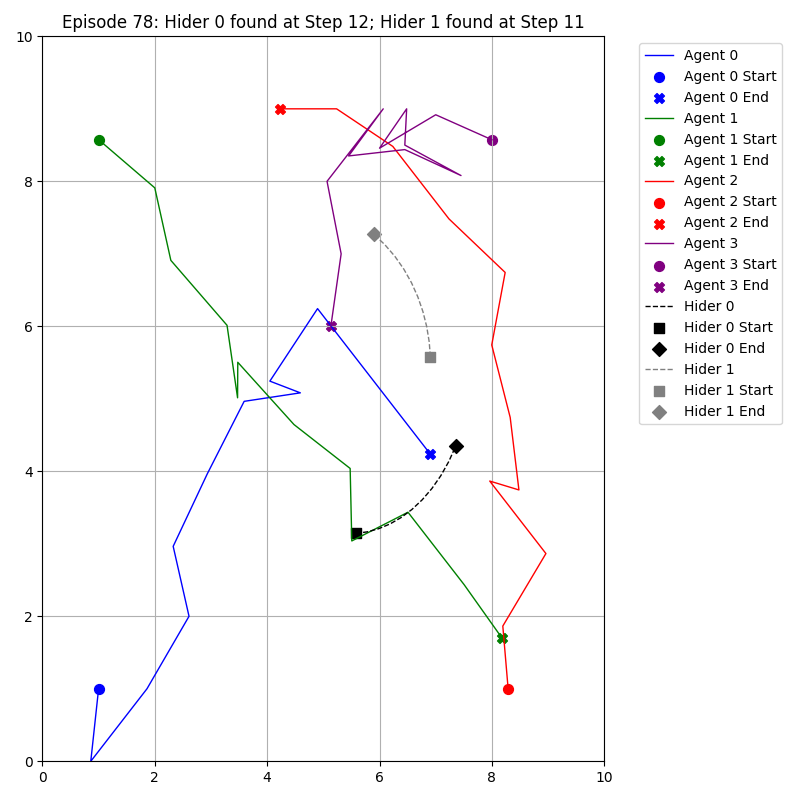 Episode 78: Hider 0 found at Step 12; Hider 1 found at Step 11
10
8
6
4
2
0
0
2
4
6
8
10
Agent 0
Agent 0 Start
Agent 0 End
Agent 1
Agent 1 Start
Agent 1 End
Agent 2
Agent 2 Start
Agent 2 End
Agent 3
Agent 3 Start
Agent 3 End
Hider 0
Hider 0 Start
Hider 0 End
Hider 1
Hider 1 Start
Hider 1 End